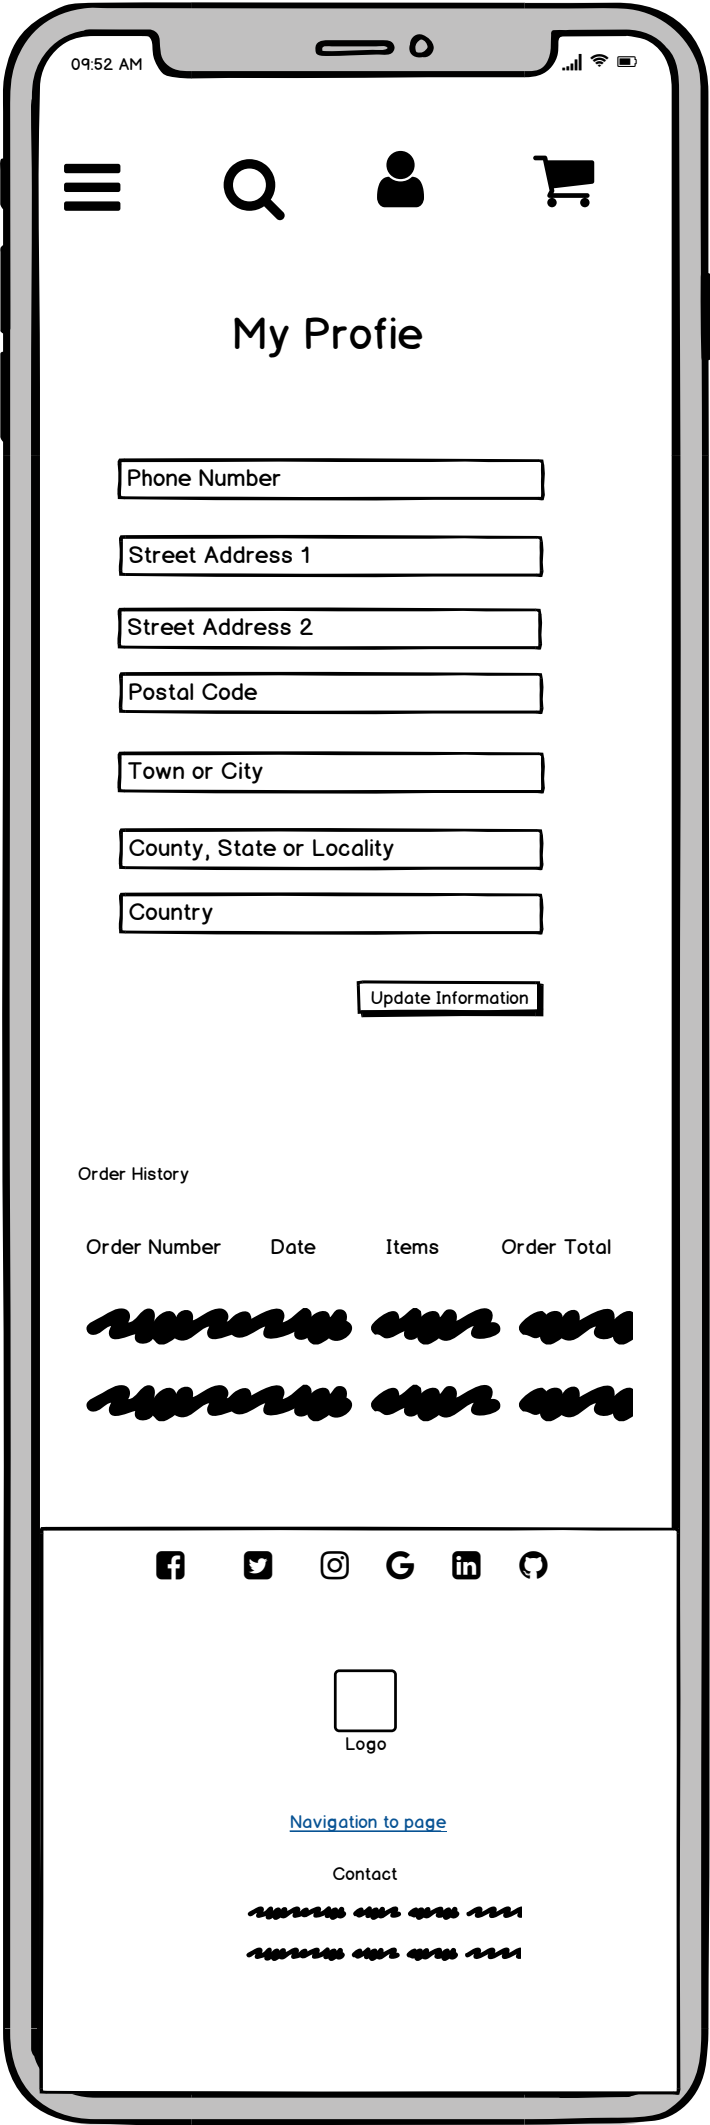 09:52 AM
My Profie
Phone Number
Street Address 1
Street Address 2
Postal Code
Town or City
County, State or Locality
Country
Update Information
Order History
Order Number Date Items Order Total
Logo
Navigation to page
Contact